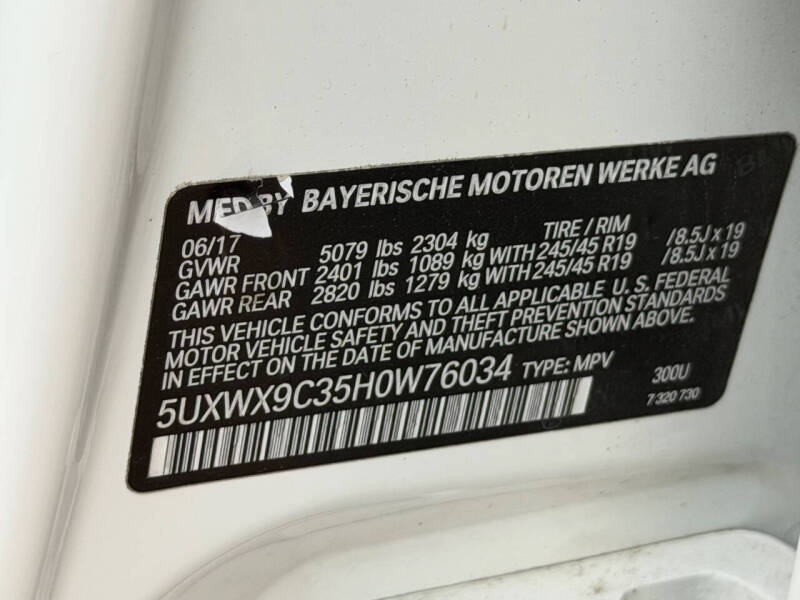 MFD BY BAYERISCHE MOTOREN WERKE AG
06/17 TIRE / RIM
GVWR 5079 lbs 2304 kg
GAWR FRONT 2401 lbs 1089 kg WITH 245/45 R19 /8.5J x 19
GAWR REAR 2820 lbs 1279 kg WITH 245/45 R19 /8.5J x 19
THIS VEHICLE CONFORMS TO ALL APPLICABLE U. S. FEDERAL
MOTOR VEHICLE SAFETY AND THEFT PREVENTION STANDARDS
IN EFFECT ON THE DATE OF MANUFACTURE SHOWN ABOVE.
5UXWX9C35H0W76034 TYPE: MPV 300U
7 320 730